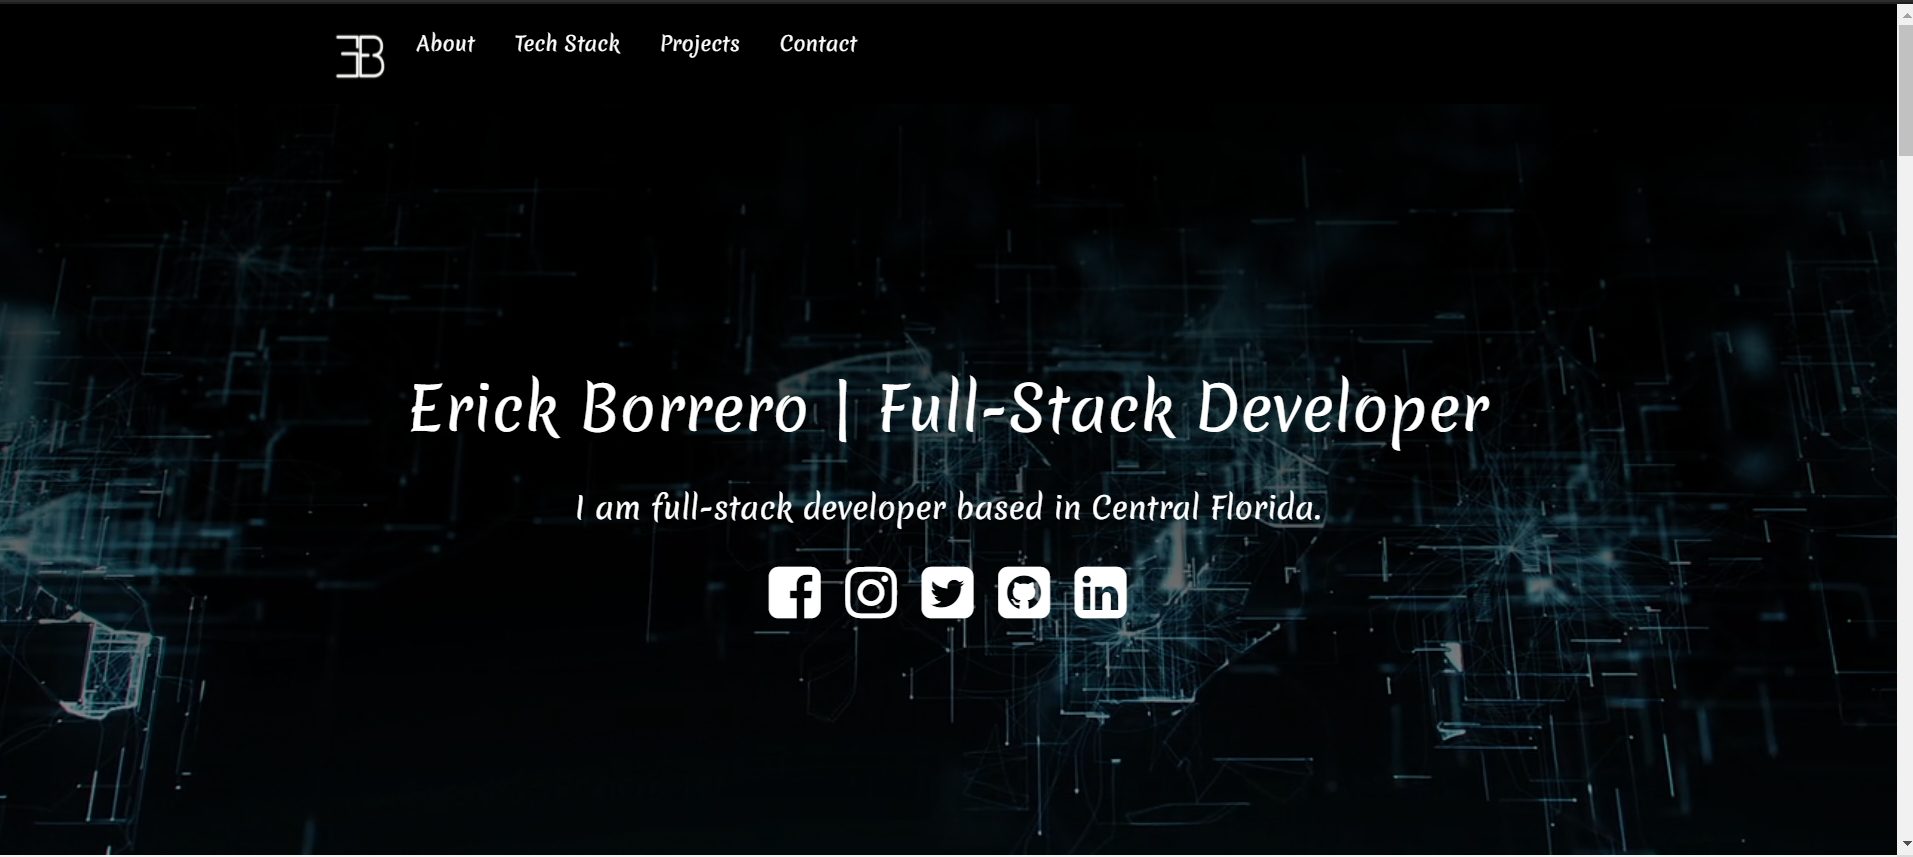 EB
About Tech Stack Projects Contact
Erick Borrero | Full-Stack Developer
I am full-stack developer based in Central Florida.
in